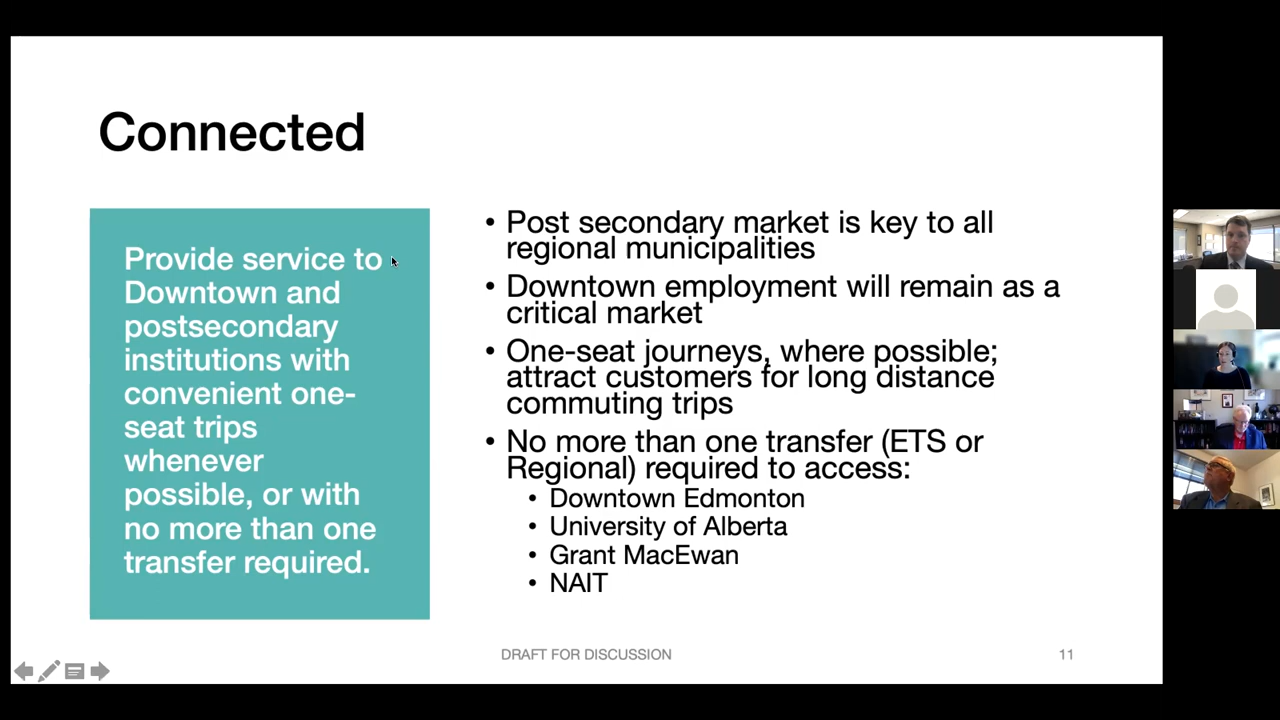 Connected
Provide service to
Downtown and
postsecondary
institutions with
convenient one-
seat trips
whenever
possible, or with
no more than one
transfer required.
• Post secondary market is key to all
regional municipalities
• Downtown employment will remain as a
critical market
• One-seat journeys, where possible;
attract customers for long distance
commuting trips
• No more than one transfer (ETS or
Regional) required to access:
• Downtown Edmonton
• University of Alberta
• Grant MacEwan
• NAIT
DRAFT FOR DISCUSSION
11